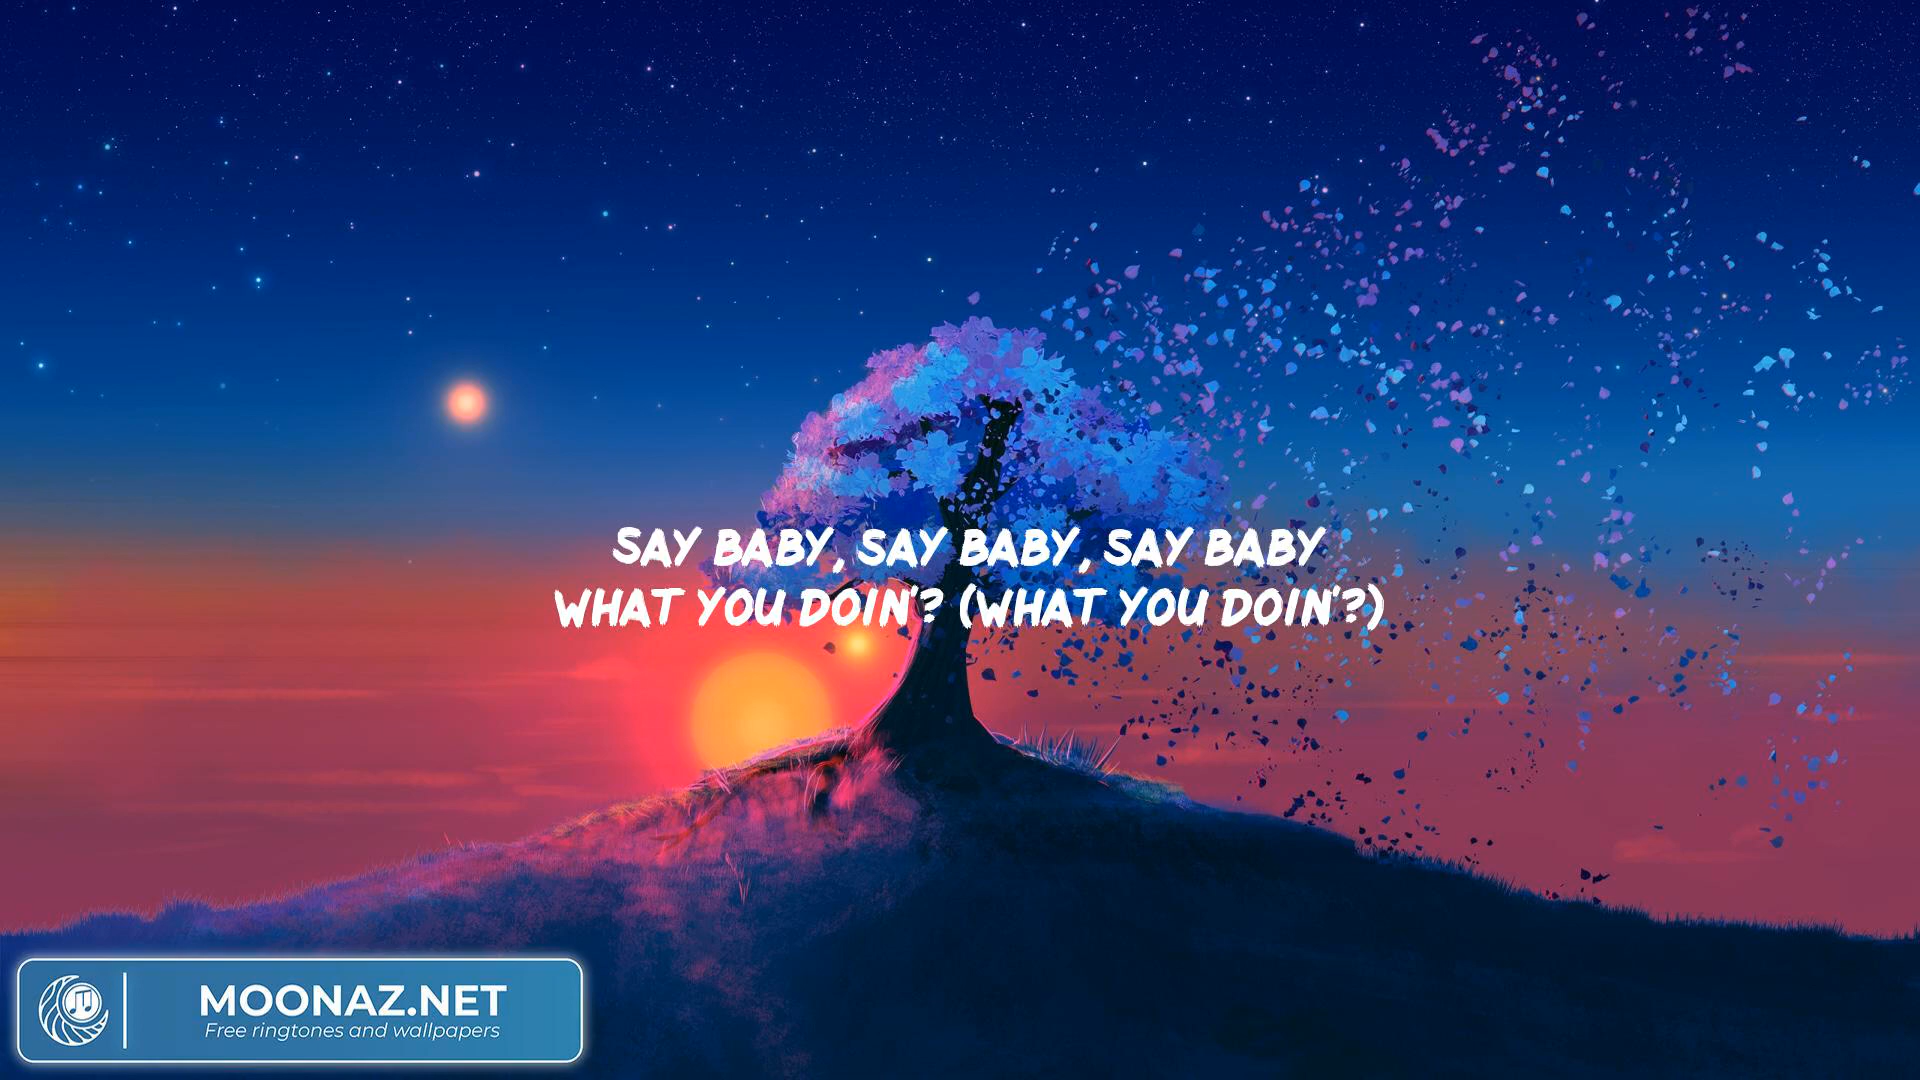 SAY BABY, SAY BABY, SAY BABY
WHAT YOU DOIN'? (WHAT YOU DOIN'?)
MOONAZ.NET
Free ringtones and wallpapers